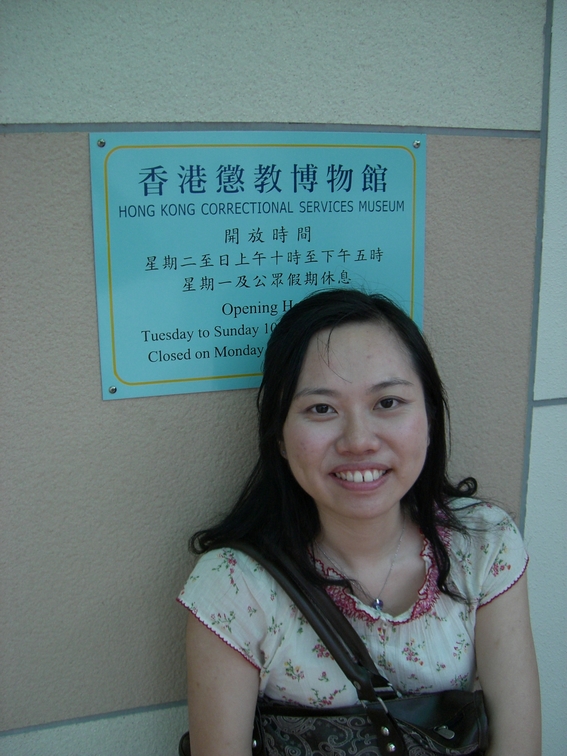 香港懲教博物館
HONG KONG CORRECTIONAL SERVICES MUSEUM
開放時間
星期二至日上午十時至下午五時
星期一及公眾假期休息
Opening
Tuesday to Sunday
Closed on Monday